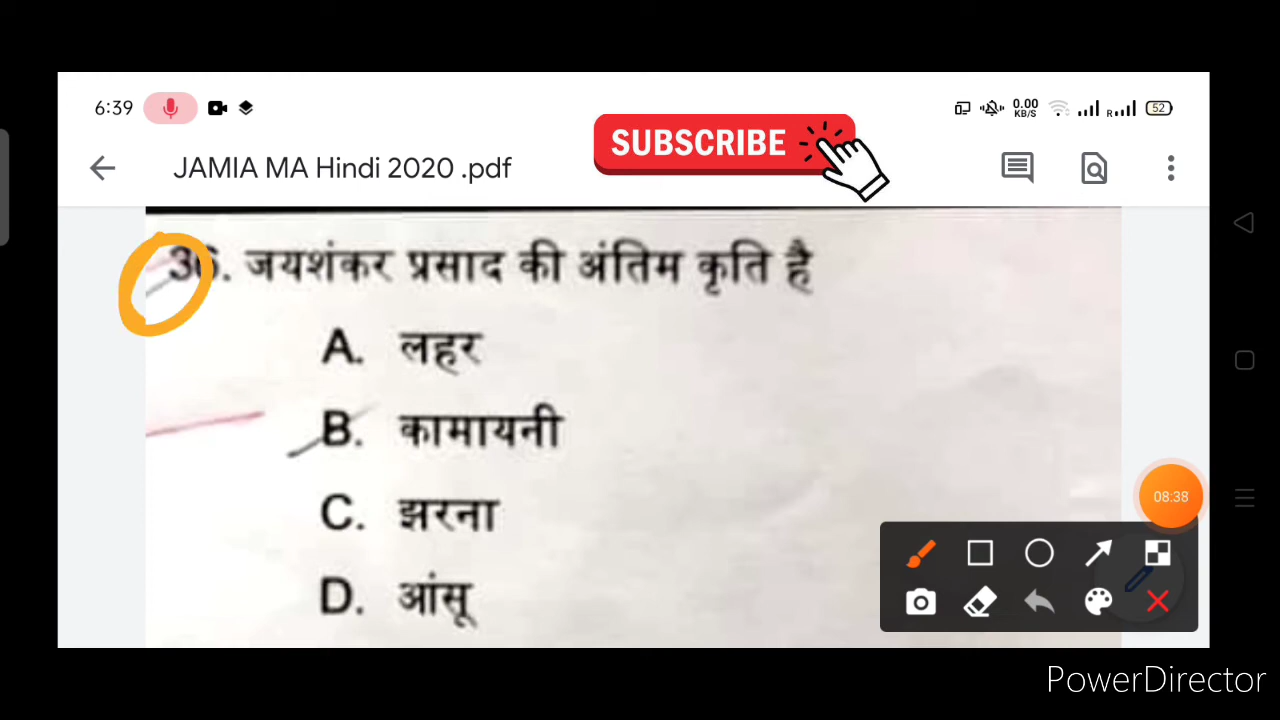 6:39
0.00
KB/S
R
52
SUBSCRIBE
JAMIA MA Hindi 2020 .pdf
36. जयशंकर प्रसाद की अंतिम कृति है
A. लहर
B. कामायनी
C. झरना
D. आंसू
08:38
PowerDirector